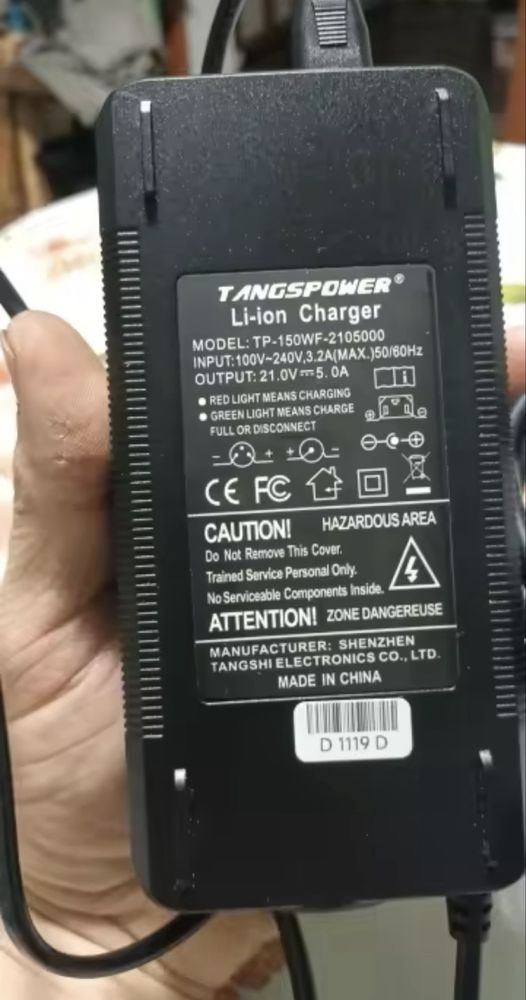 TANGSPOWER®
Li-ion Charger
MODEL: TP-150WF-2105000
INPUT:100V~240V,3.2A(MAX.)50/60Hz
OUTPUT: 21.0V⎓5.0A
● RED LIGHT MEANS CHARGING
● GREEN LIGHT MEANS CHARGE
FULL OR DISCONNECT
CE FC
CAUTION! HAZARDOUS AREA
Do Not Remove This Cover.
Trained Service Personal Only.
No Serviceable Components Inside.
ATTENTION! ZONE DANGEREUSE
MANUFACTURER: SHENZHEN
TANGSHI ELECTRONICS CO., LTD.
MADE IN CHINA
D 1119 D